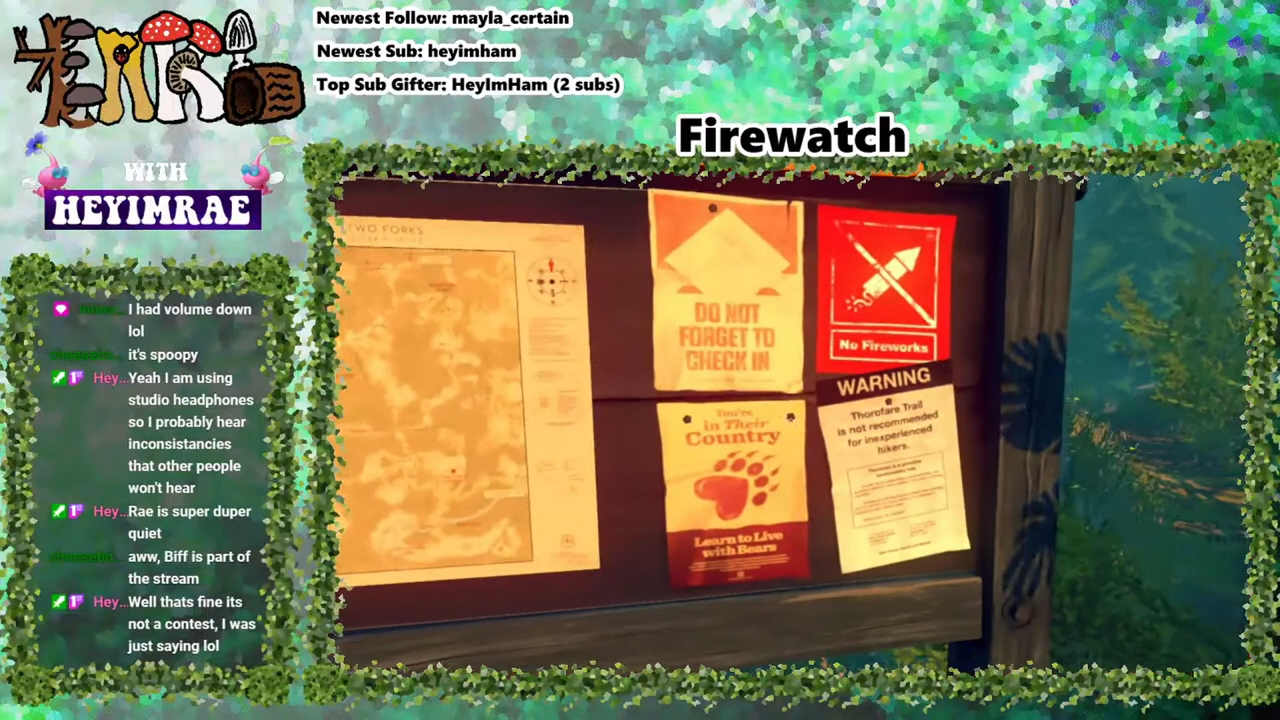 Newest Follow: mayla_certain
Newest Sub: heyimham
Top Sub Gifter: HeyImHam (2 subs)
WITH
HEYIMRAE
Firewatch
I had volume down
lol
it's spoopy
Hey... Yeah I am using
studio headphones
so I probably hear
inconsistancies
that other people
won't hear
Hey... Rae is super duper
quiet
aww, Biff is part of
the stream
Hey... Well thats fine its
not a contest, I was
just saying lol
TWO FORKS
DO NOT
FORGET TO
CHECK IN
No Fireworks
You're
in Their
Country
Learn to Live
with Bears
WARNING
Thorofare Trail
is not recommended
for inexperienced
hikers.